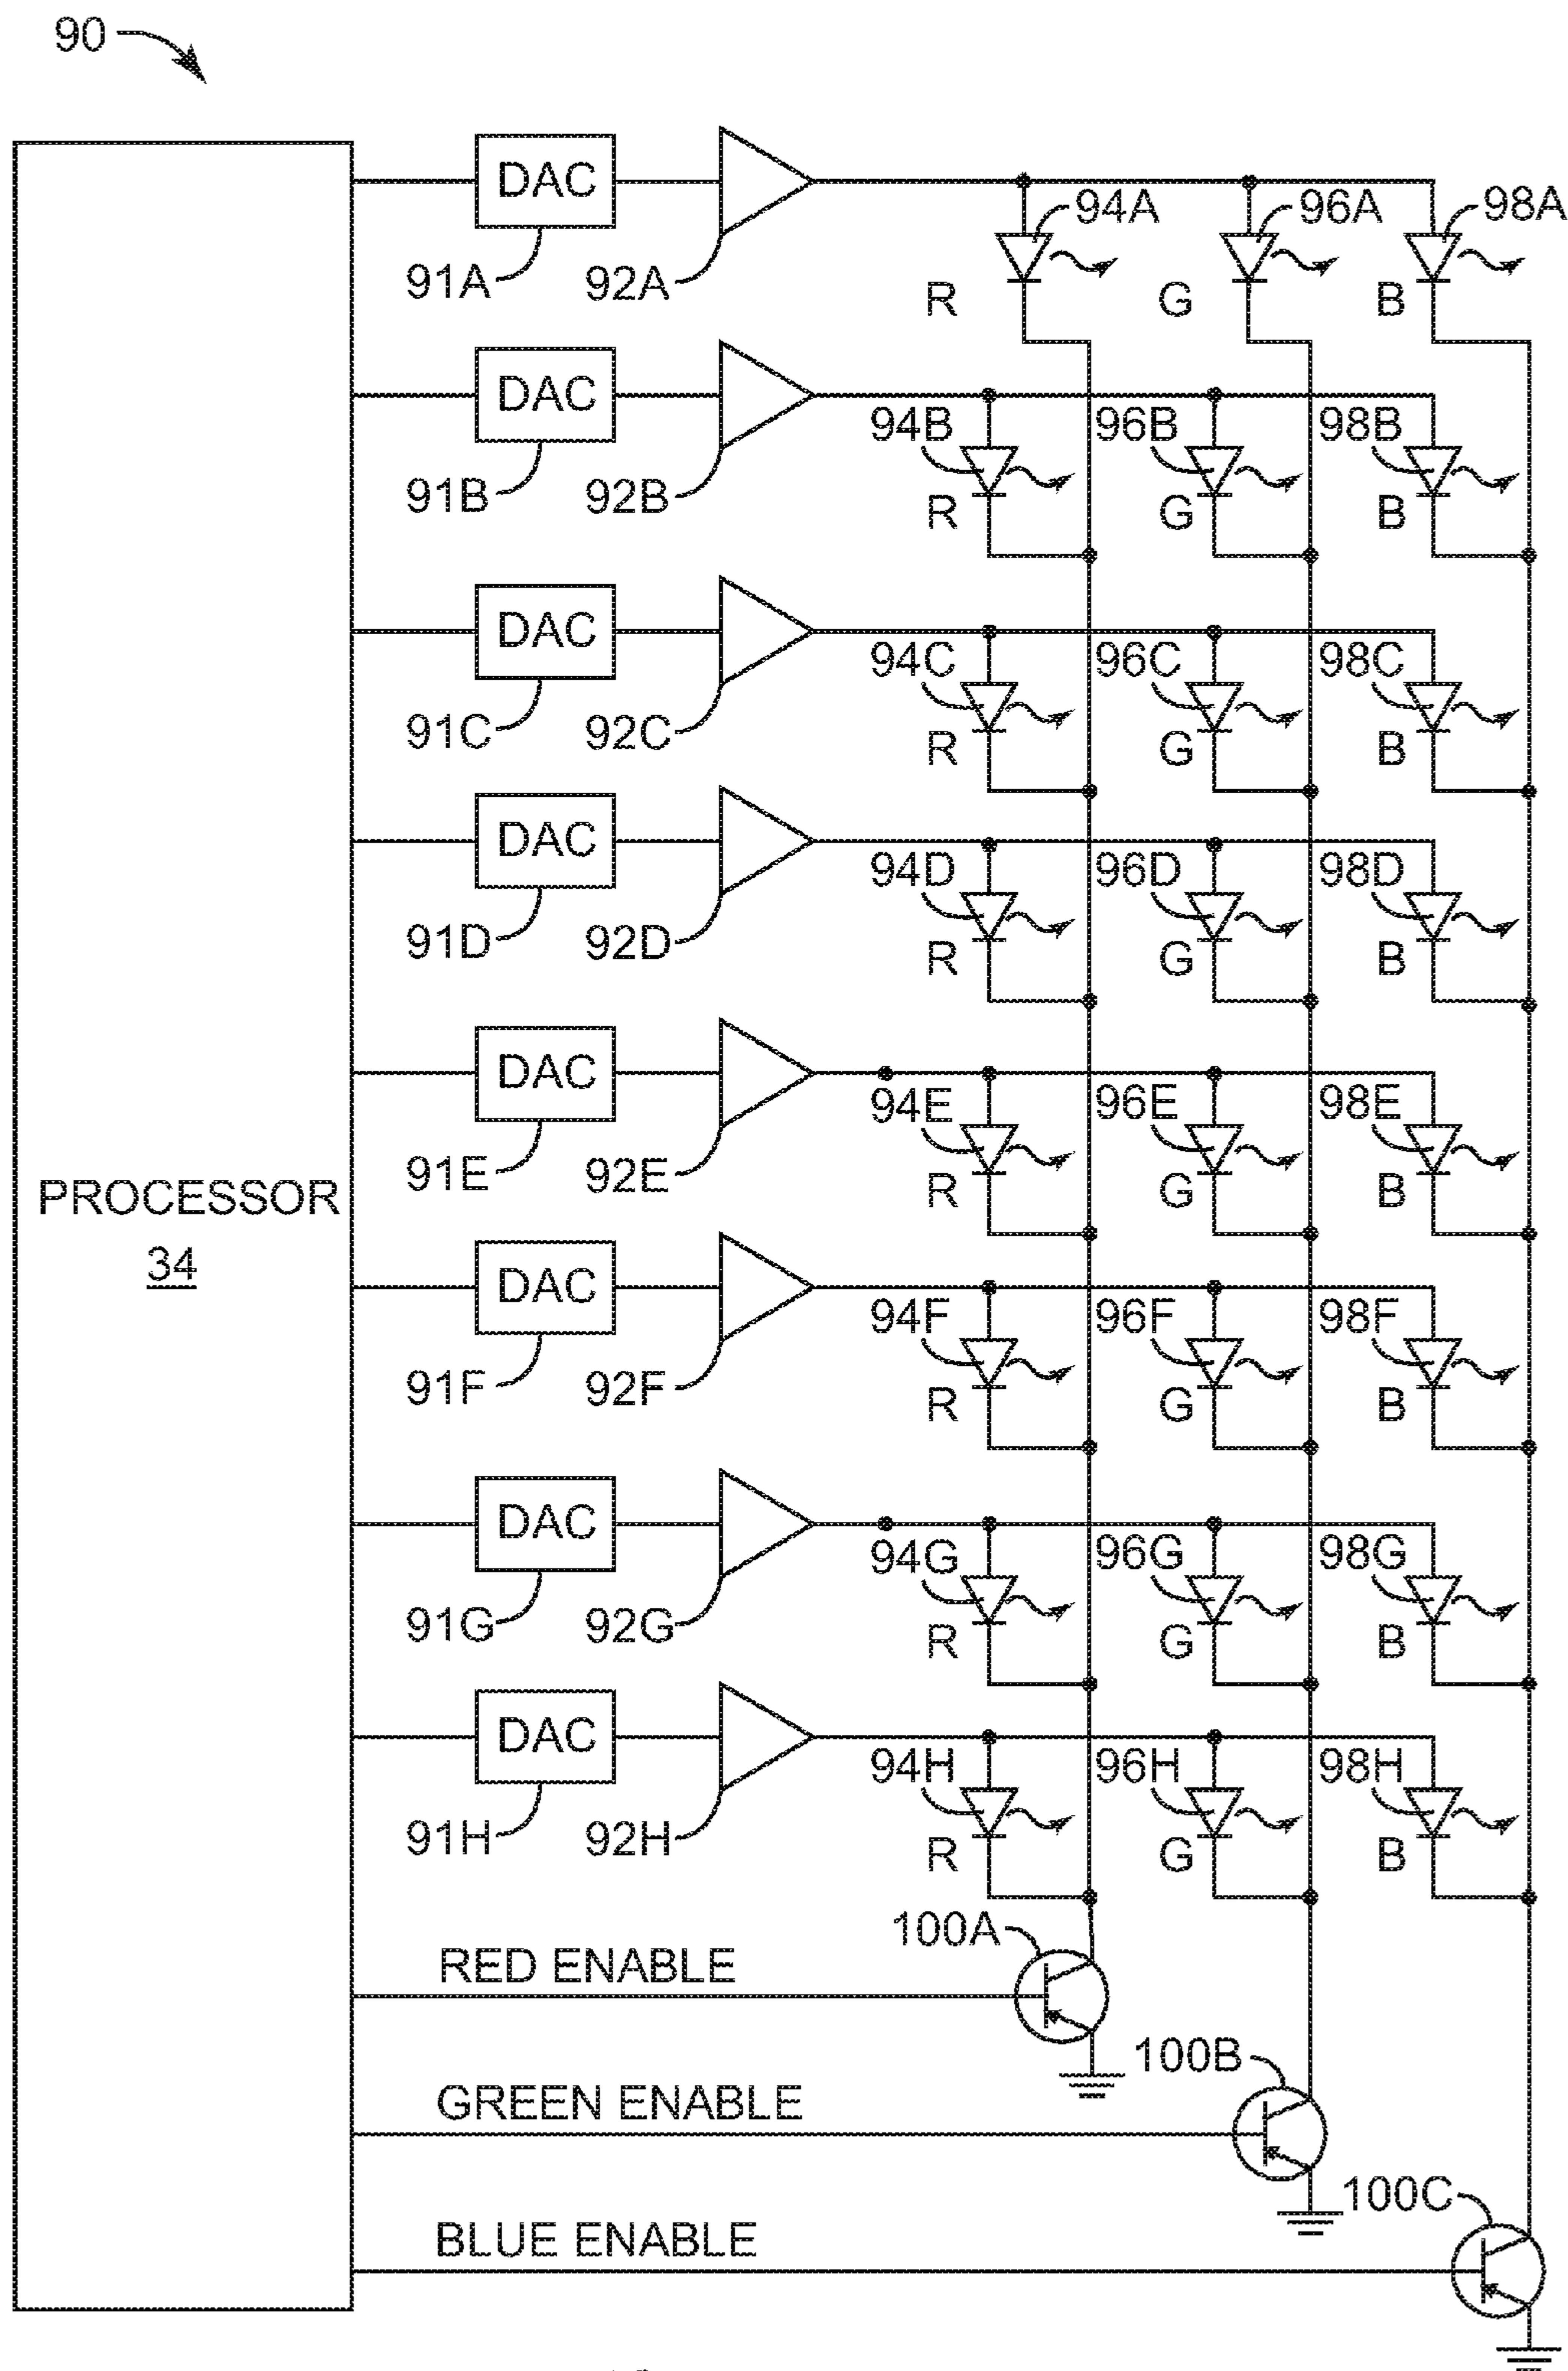 90
DAC
94A 96A 98A
91A 92A R G B
DAC
94B 96B 98B
91B 92B R G B
DAC
94C 96C 98C
91C 92C R G B
DAC
94D 96D 98D
91D 92D R G B
DAC
94E 96E 98E
91E 92E R G B
PROCESSOR
34
DAC
94F 96F 98F
91F 92F R G B
DAC
94G 96G 98G
91G 92G R G B
DAC
94H 96H 98H
91H 92H R G B
100A
RED ENABLE
100B
GREEN ENABLE
100C
BLUE ENABLE